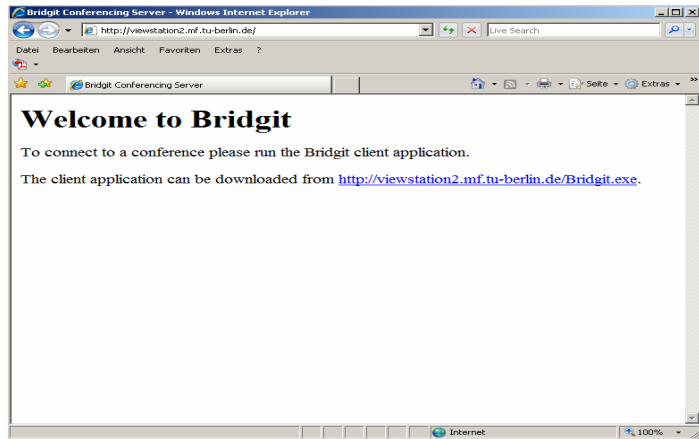 Bridgit Conferencing Server - Windows Internet Explorer
http://viewstation2.mf.tu-berlin.de/
Live Search
Datei Bearbeiten Ansicht Favoriten Extras ?
Bridgit Conferencing Server
Seite Extras
Welcome to Bridgit
To connect to a conference please run the Bridgit client application.
The client application can be downloaded from http://viewstation2.mf.tu-berlin.de/Bridgit.exe.
Internet 100%